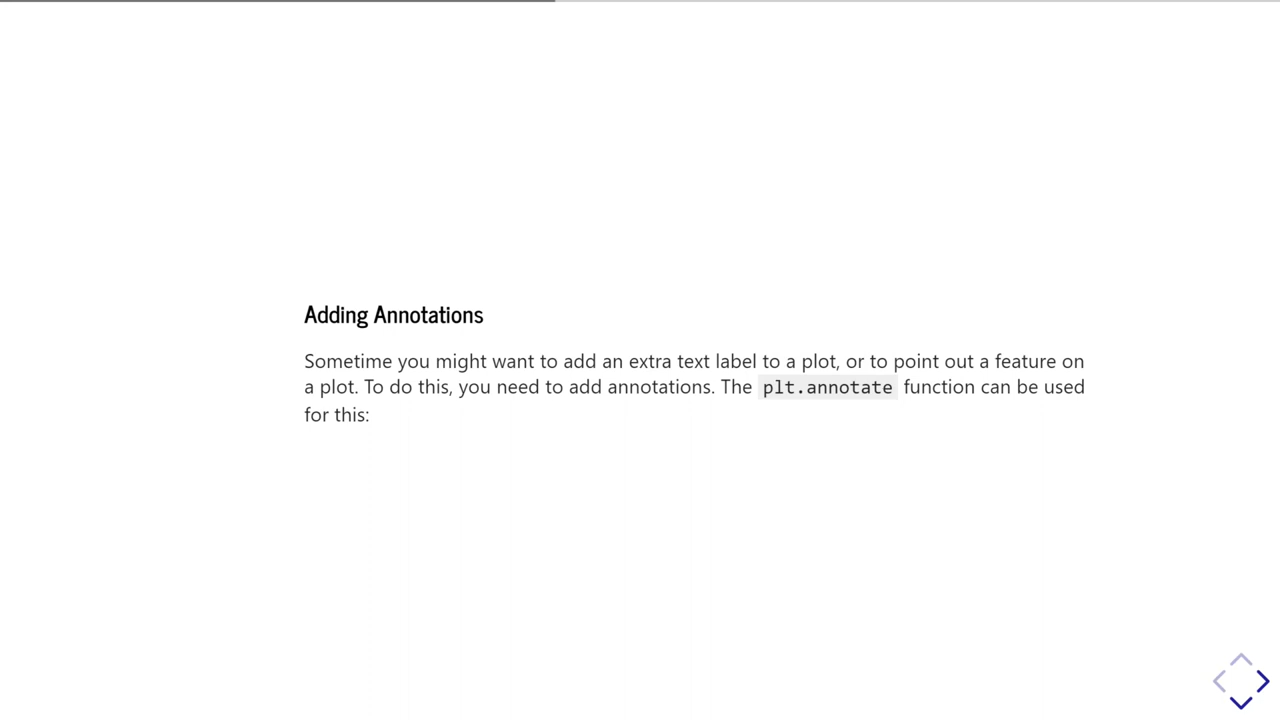 Adding Annotations
Sometime you might want to add an extra text label to a plot, or to point out a feature on
a plot. To do this, you need to add annotations. The plt.annotate function can be used
for this: